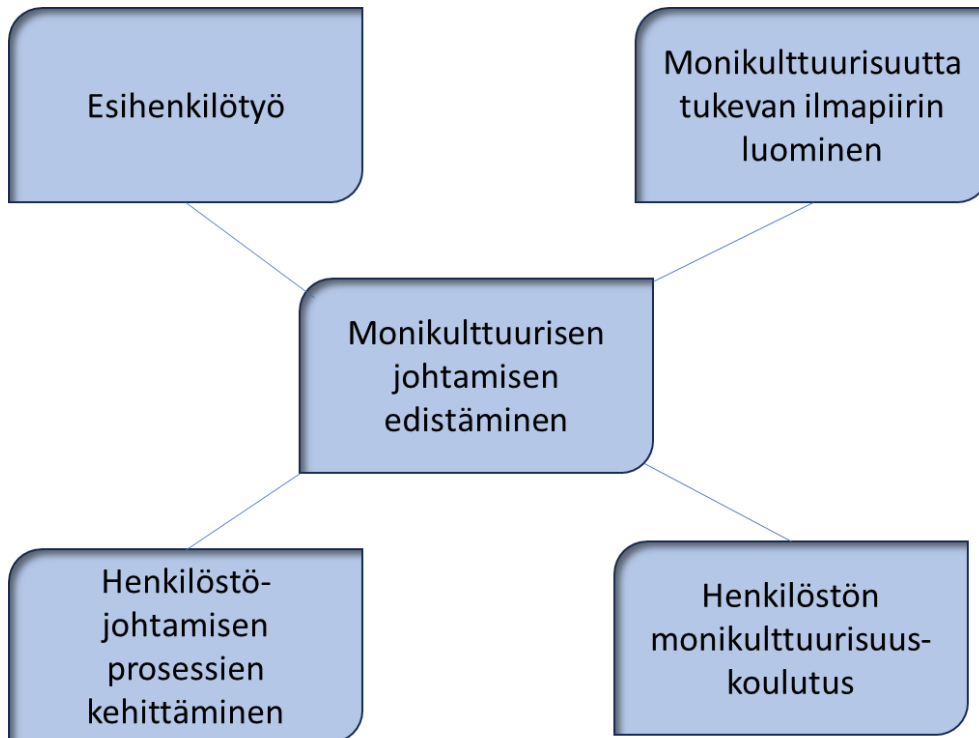 Esihenkilötyö
Monikulttuurisuutta
tukevan ilmapiirin
luominen
Monikulttuurisen
johtamisen
edistäminen
Henkilöstö-
johtamisen
prosessien
kehittäminen
Henkilöstön
monikulttuurisuus-
koulutus